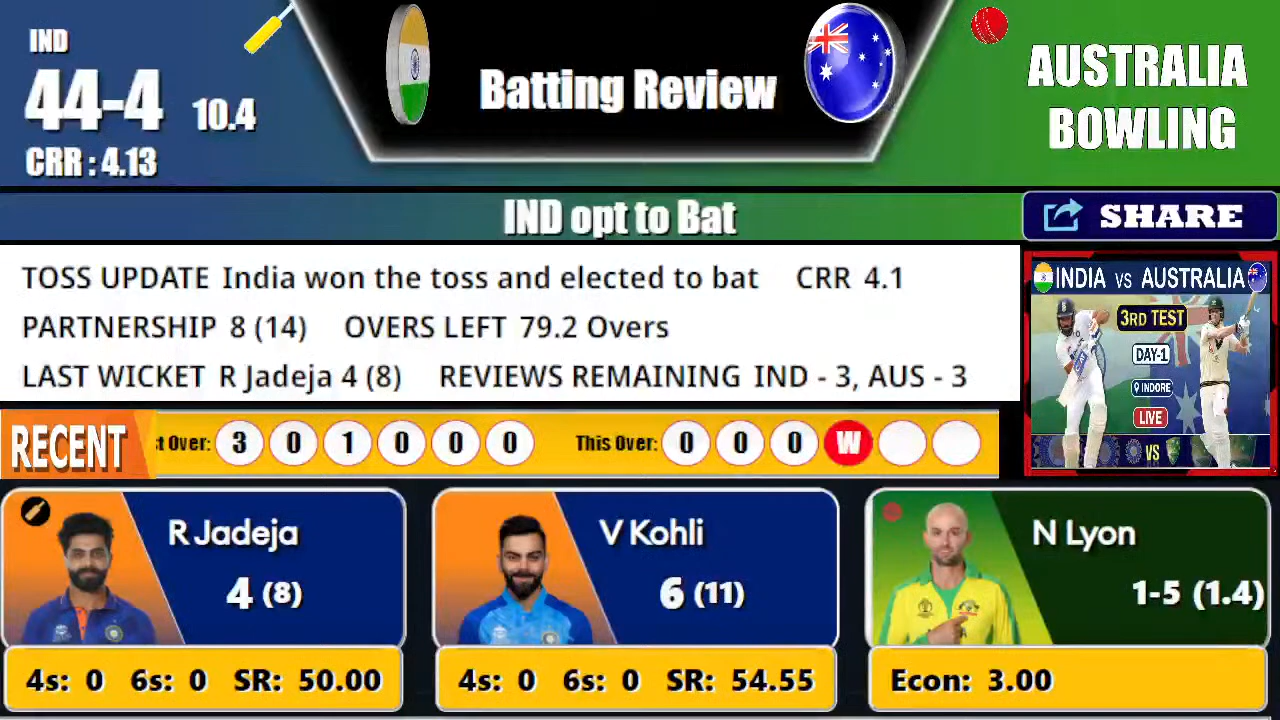 IND
44-4 10.4
CRR : 4.13
Batting Review
AUSTRALIA
BOWLING
IND opt to Bat
SHARE
TOSS UPDATE India won the toss and elected to bat CRR 4.1
PARTNERSHIP 8 (14) OVERS LEFT 79.2 Overs
LAST WICKET R Jadeja 4 (8) REVIEWS REMAINING IND - 3, AUS - 3
INDIA VS AUSTRALIA
3RD TEST
DAY-1
INDORE
LIVE
VS
RECENT
t Over: 3 0 1 0 0 0 This Over: 0 0 0 W
R Jadeja
4 (8)
4s: 0 6s: 0 SR: 50.00
V Kohli
6 (11)
4s: 0 6s: 0 SR: 54.55
N Lyon
1-5 (1.4)
Econ: 3.00